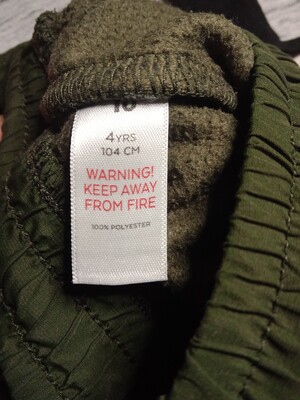 4YRS
104 CM
WARNING!
KEEP AWAY
FROM FIRE
100% POLYESTER